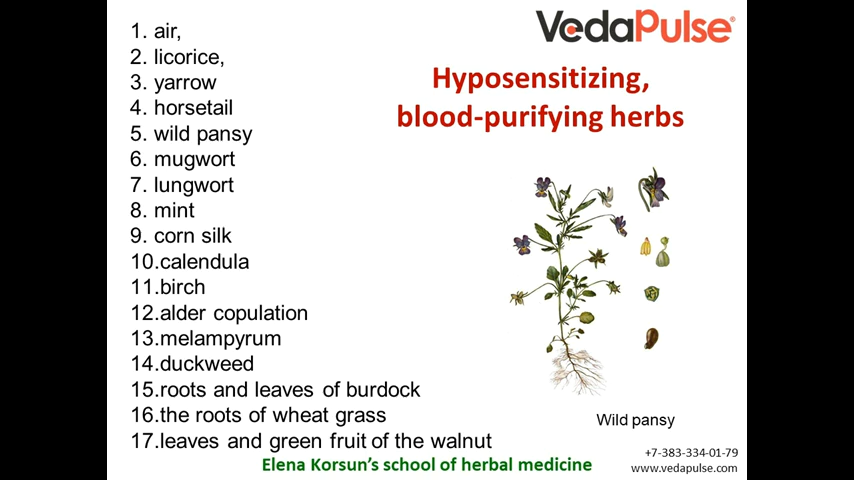 VedaPulse®
Hyposensitizing,
blood-purifying herbs
1. air,
2. licorice,
3. yarrow
4. horsetail
5. wild pansy
6. mugwort
7. lungwort
8. mint
9. corn silk
10.calendula
11.birch
12.alder copulation
13.melampyrum
14.duckweed
15.roots and leaves of burdock
16.the roots of wheat grass
17.leaves and green fruit of the walnut
Wild pansy
Elena Korsun's school of herbal medicine
+7-383-334-01-79
www.vedapulse.com